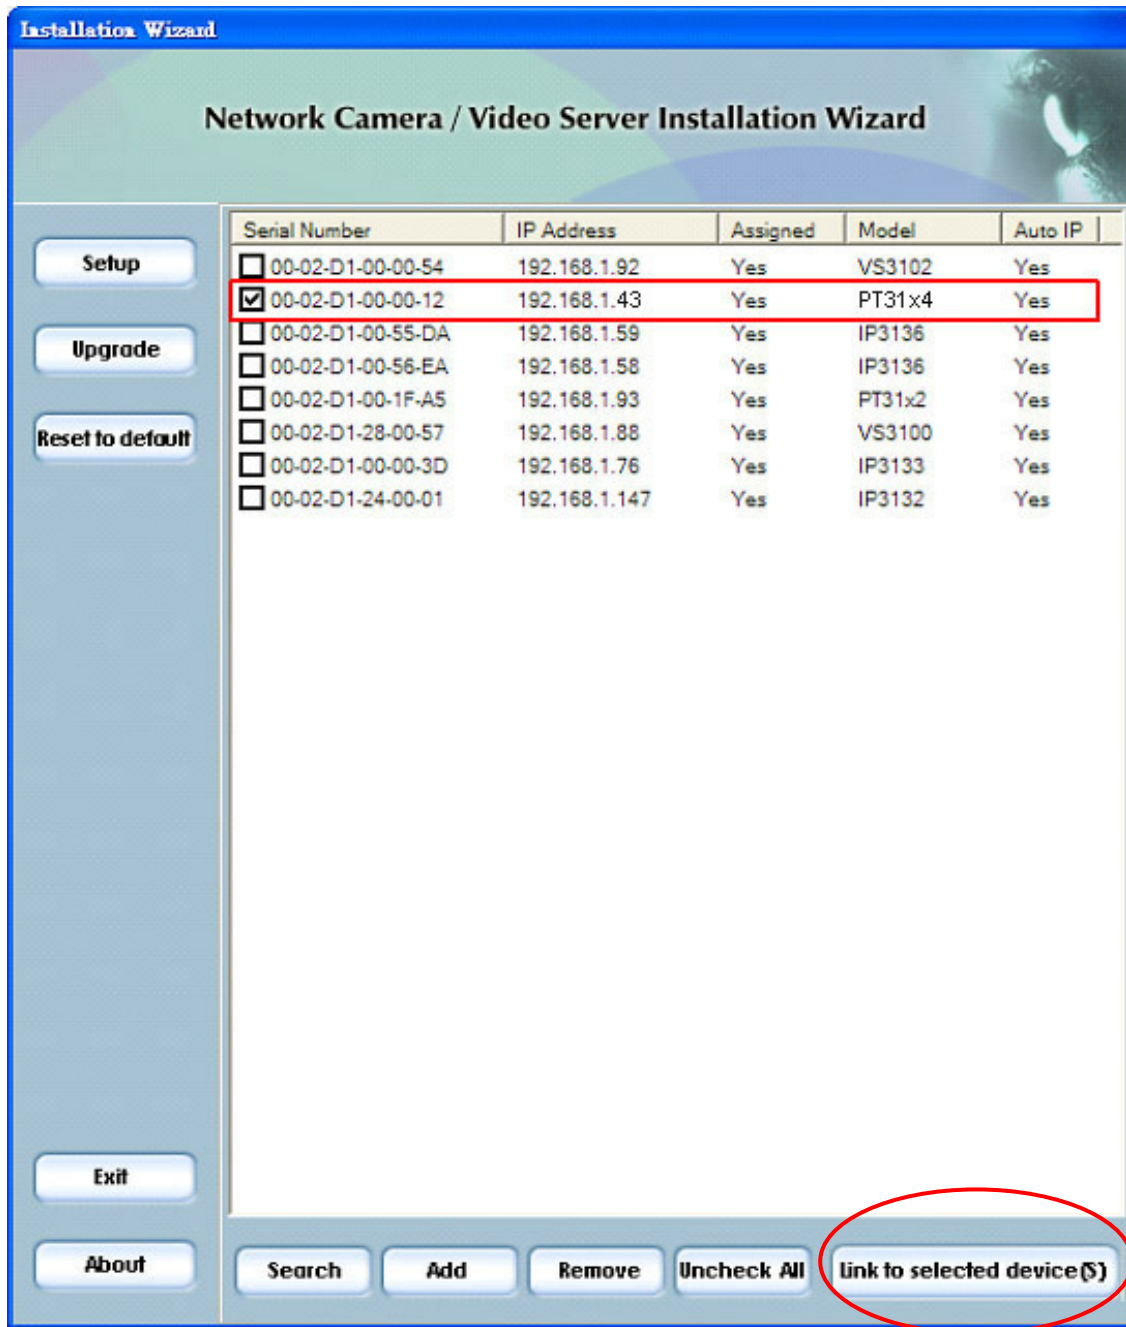 Installation Wizard
Network Camera / Video Server Installation Wizard
Setup
Upgrade
Reset to default
Exit
About
Serial Number IP Address Assigned Model Auto IP
00-02-D1-00-00-54 192.168.1.92 Yes VS3102 Yes
00-02-D1-00-00-12 192.168.1.43 Yes PT31x4 Yes
00-02-D1-00-55-DA 192.168.1.59 Yes IP3136 Yes
00-02-D1-00-56-EA 192.168.1.58 Yes IP3136 Yes
00-02-D1-00-1F-A5 192.168.1.93 Yes PT31x2 Yes
00-02-D1-28-00-57 192.168.1.88 Yes VS3100 Yes
00-02-D1-00-00-3D 192.168.1.76 Yes IP3133 Yes
00-02-D1-24-00-01 192.168.1.147 Yes IP3132 Yes
Search Add Remove Uncheck All Link to selected device(S)